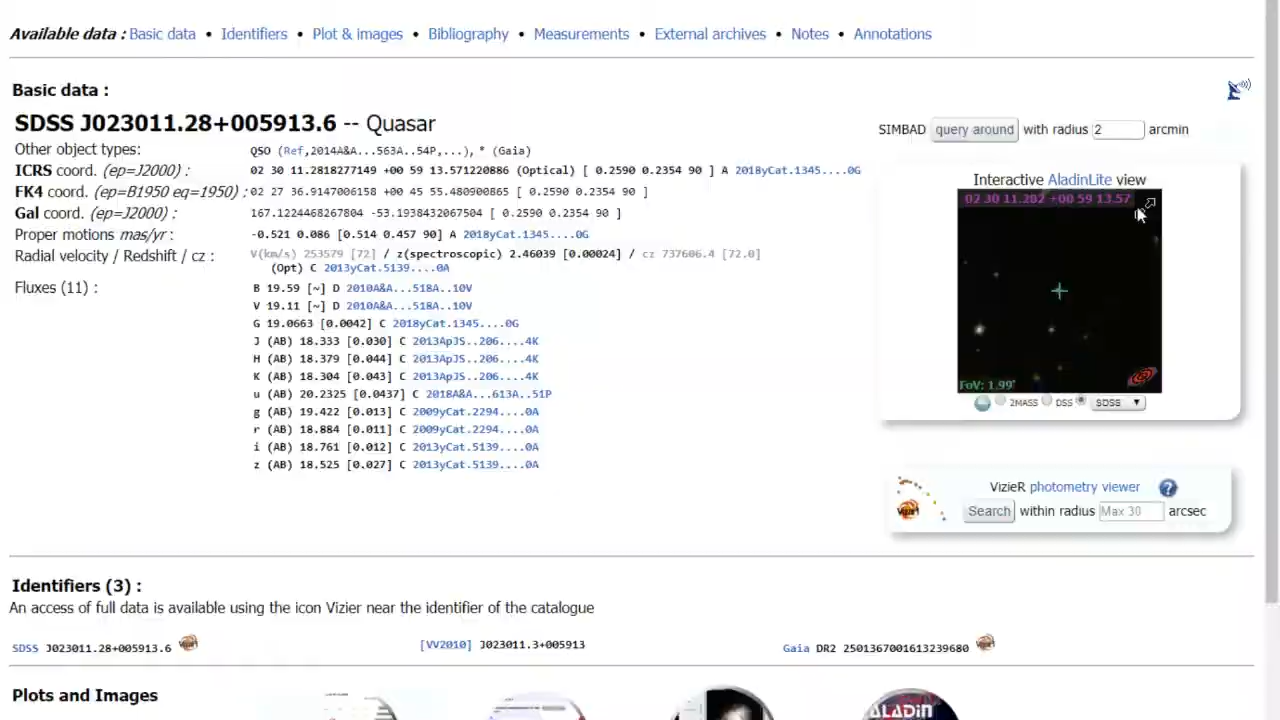 Available data : Basic data • Identifiers • Plot & images • Bibliography • Measurements • External archives • Notes • Annotations
Basic data :
SDSS J023011.28+005913.6 -- Quasar
SIMBAD query around with radius 2 arcmin
Other object types: QSO (Ref,2014A&A...563A..54P,...), * (Gaia)
ICRS coord. (ep=J2000) : 02 30 11.2818277149 +00 59 13.571220886 (Optical) [ 0.2590 0.2354 90 ] A 2018yCat.1345....0G
FK4 coord. (ep=B1950 eq=1950) : 02 27 36.9147006138 +00 45 55.480900865 [ 0.2590 0.2354 90 ]
Gal coord. (ep=J2000) : 167.1224468267804 -53.1938432067504 [ 0.2590 0.2354 90 ]
Proper motions mas/yr : -0.521 0.086 [0.514 0.457 90] A 2018yCat.1345....0G
Radial velocity / Redshift / cz : V(km/s) 253579 [72] / z(spectroscopic) 2.46039 [0.00024] / cz 737606.4 [72.0]
(Opt) C 2013yCat.5139....0A
Fluxes (11) :
B 19.59 [~] D 2010A&A...518A..10V
V 19.11 [~] D 2010A&A...518A..10V
G 19.0663 [0.0042] C 2018yCat.1345....0G
J (AB) 18.333 [0.030] C 2013ApJS..206....4K
H (AB) 18.379 [0.044] C 2013ApJS..206....4K
K (AB) 18.304 [0.043] C 2013ApJS..206....4K
u (AB) 20.2325 [0.0437] C 2018A&A...613A..51P
g (AB) 19.422 [0.013] C 2009yCat.2294....0A
r (AB) 18.884 [0.011] C 2009yCat.2294....0A
i (AB) 18.761 [0.012] C 2013yCat.5139....0A
z (AB) 18.525 [0.027] C 2013yCat.5139....0A
Interactive AladinLite view
02 30 11.282 +00 59 13.57
FoV: 1.99'
2MASS DSS SDSS
VizieR photometry viewer ?
Search within radius Max 30 arcsec
Identifiers (3) :
An access of full data is available using the icon Vizier near the identifier of the catalogue
SDSS J023011.28+005913.6 [VV2010] J023011.3+005913 Gaia DR2 2501367001613239680
Plots and Images
ALADIN